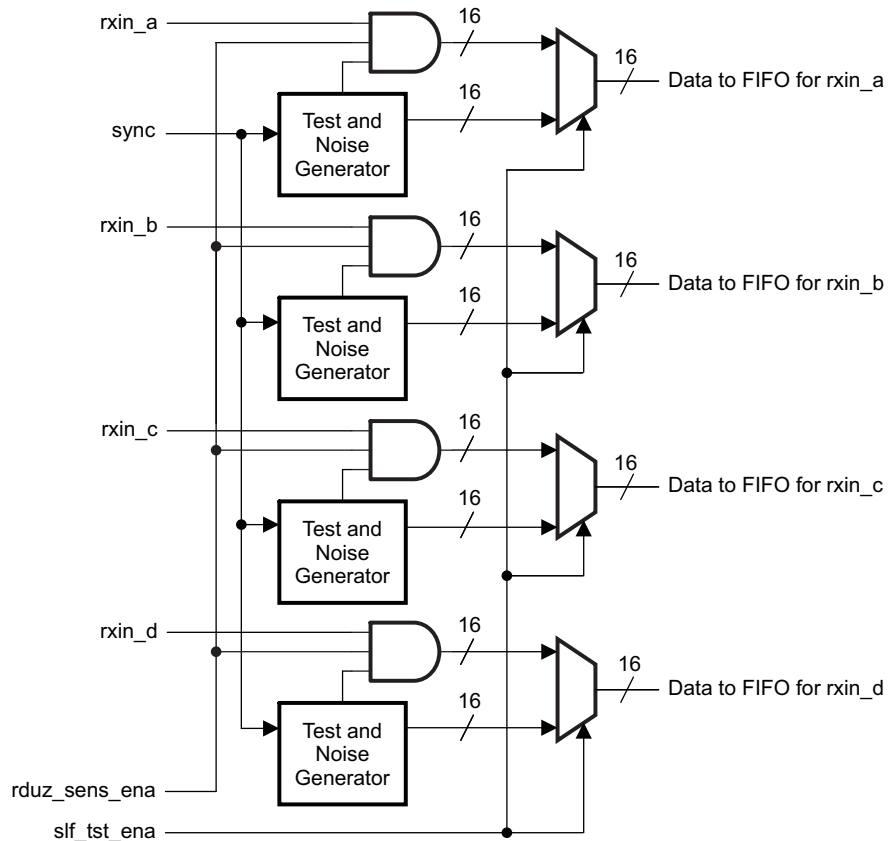 rxin_a
16
16
Data to FIFO for rxin_a
sync
Test and
Noise
Generator
16
rxin_b
16
16
Data to FIFO for rxin_b
Test and
Noise
Generator
16
rxin_c
16
16
Data to FIFO for rxin_c
Test and
Noise
Generator
16
rxin_d
16
16
Data to FIFO for rxin_d
Test and
Noise
Generator
16
rduz_sens_ena
slf_tst_ena